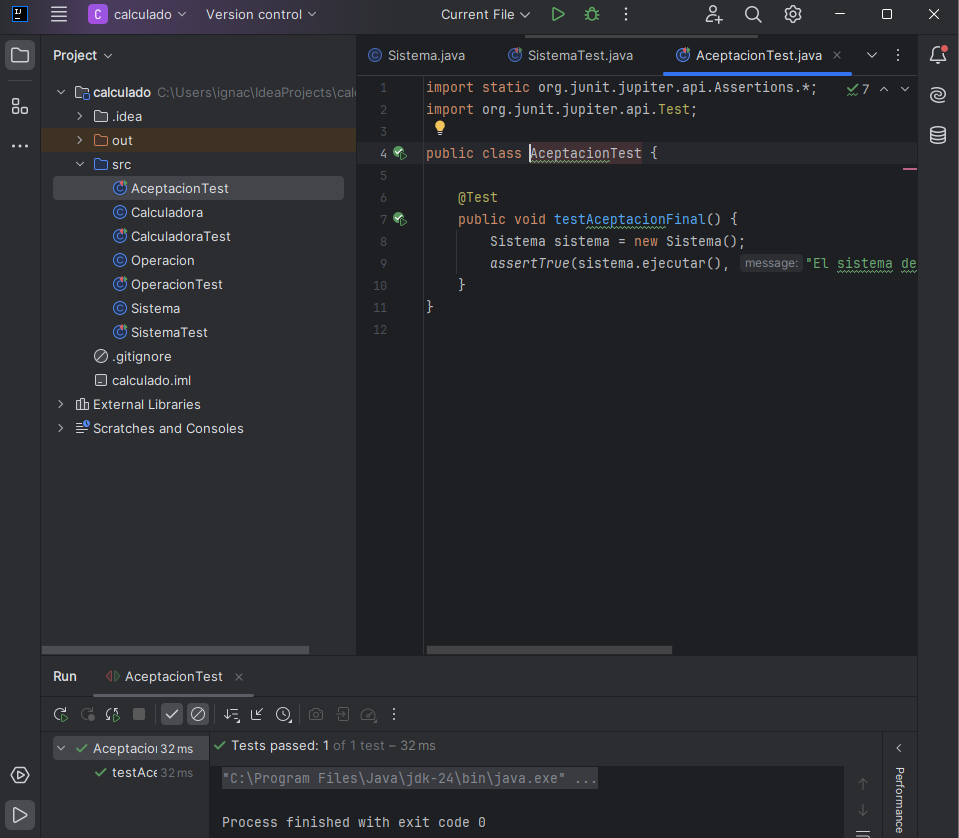 IJ
C calculado Version control Current File
Project
Sistema.java SistemaTest.java AceptacionTest.java
calculado C:\Users\ignac\IdeaProjects\cal
.idea
out
src
AceptacionTest
Calculadora
CalculadoraTest
Operacion
OperacionTest
Sistema
SistemaTest
.gitignore
calculado.iml
External Libraries
Scratches and Consoles
7
1 import static org.junit.jupiter.api.Assertions.*;
2 import org.junit.jupiter.api.Test;
3
4 public class AceptacionTest {
5
6 @Test
7 public void testAceptacionFinal() {
8 Sistema sistema = new Sistema();
9 assertTrue(sistema.ejecutar(), message: "El sistema de
10 }
11 }
12
Run AceptacionTest
Aceptacion 32 ms
testAce 32 ms
Tests passed: 1 of 1 test – 32 ms
"C:\Program Files\Java\jdk-24\bin\java.exe" ...
Process finished with exit code 0
Performance